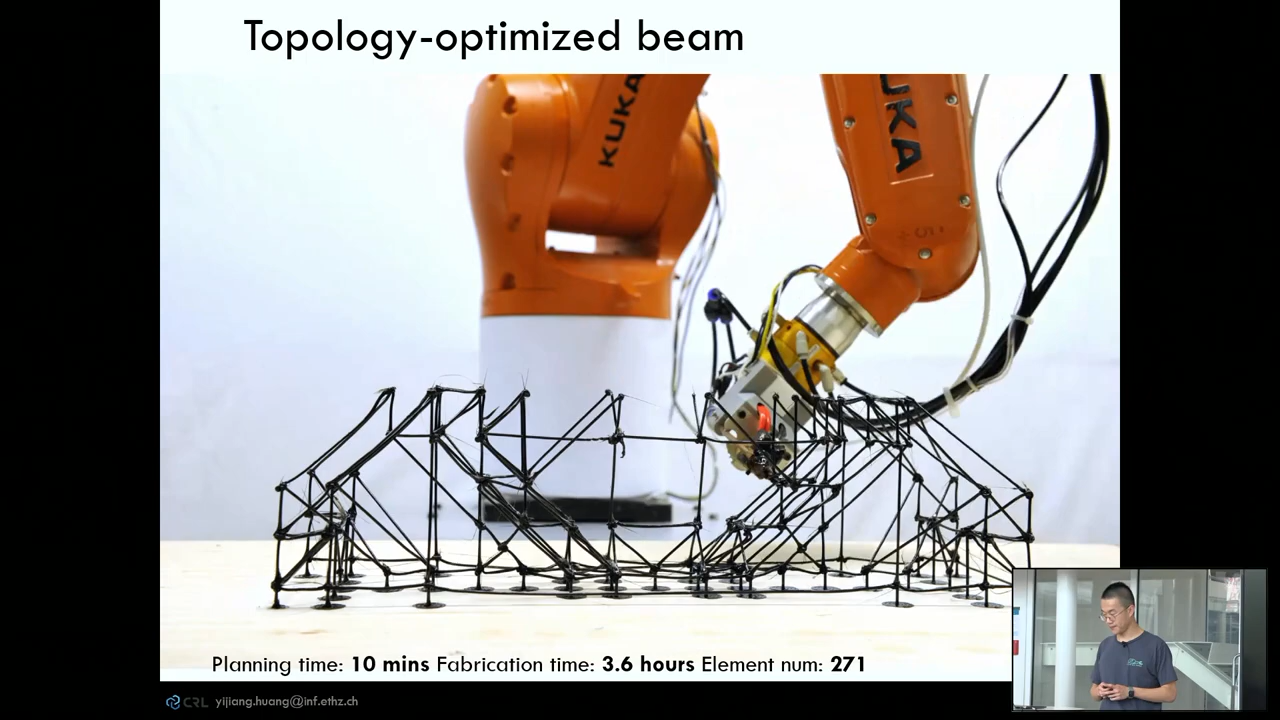 Topology-optimized beam
KUKA
KUKA
Planning time: 10 mins Fabrication time: 3.6 hours Element num: 271
CRL yijiang.huang@inf.ethz.ch